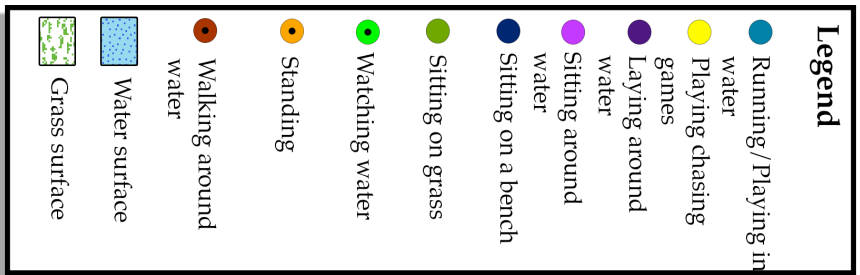 Legend
Running/Playing in
water
Playing chasing
games
Laying around
water
Sitting around
water
Sitting on a bench
Sitting on grass
Watching water
Standing
Walking around
water
Water surface
Grass surface